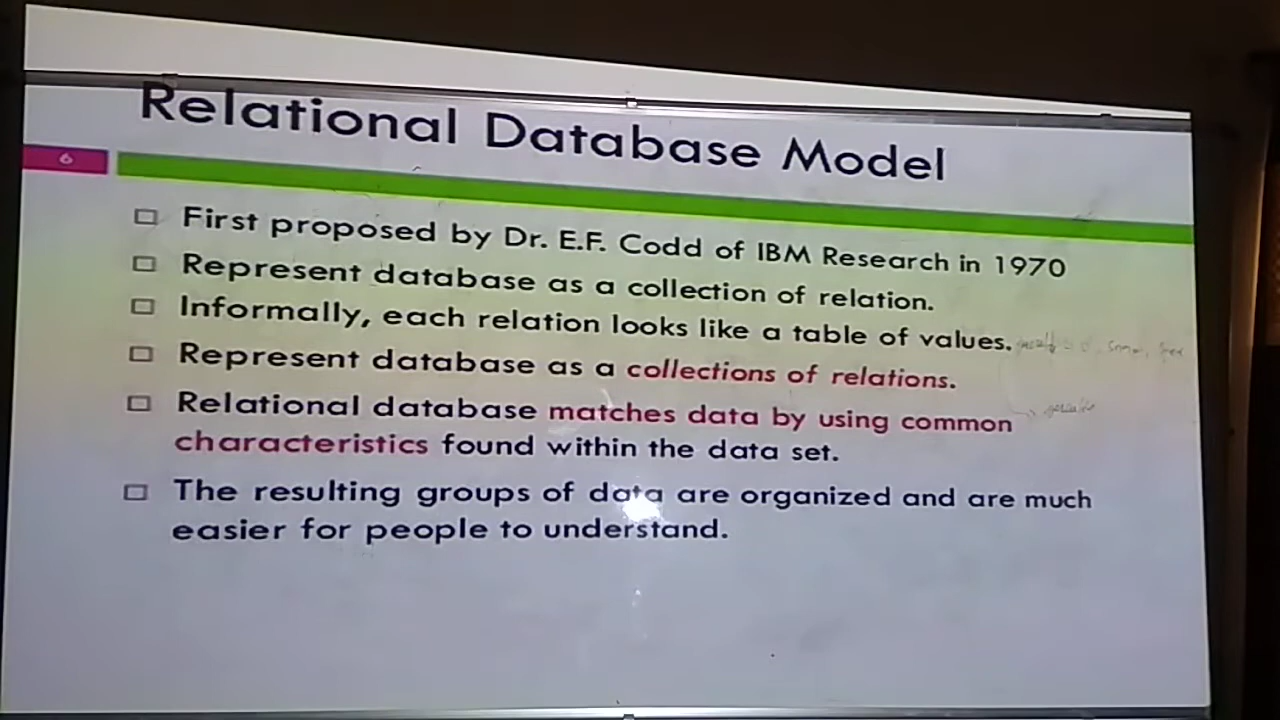 Relational Database Model
6
First proposed by Dr. E.F. Codd of IBM Research in 1970
Represent database as a collection of relation.
Informally, each relation looks like a table of values.
Represent database as a collections of relations.
Relational database matches data by using common
characteristics found within the data set.
The resulting groups of data are organized and are much
easier for people to understand.